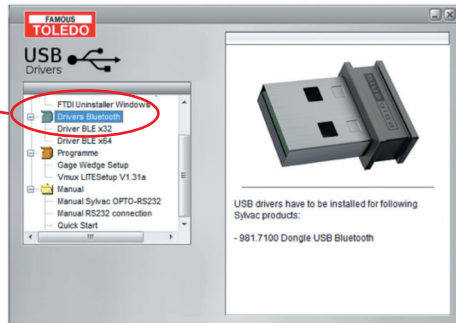 FAMOUS
TOLEDO
USB
Drivers
FTDI Uninstaller Windows
Drivers Bluetooth
Driver BLE x32
Driver BLE x64
Programme
Gage Wedge Setup
Vmux LITESetup V1.31a
Manual
Manual Sylvac OPTO-RS232
Manual RS232 connection
Quick Start
USB drivers have to be installed for following
Sylvac products:
- 981.7100 Dongle USB Bluetooth